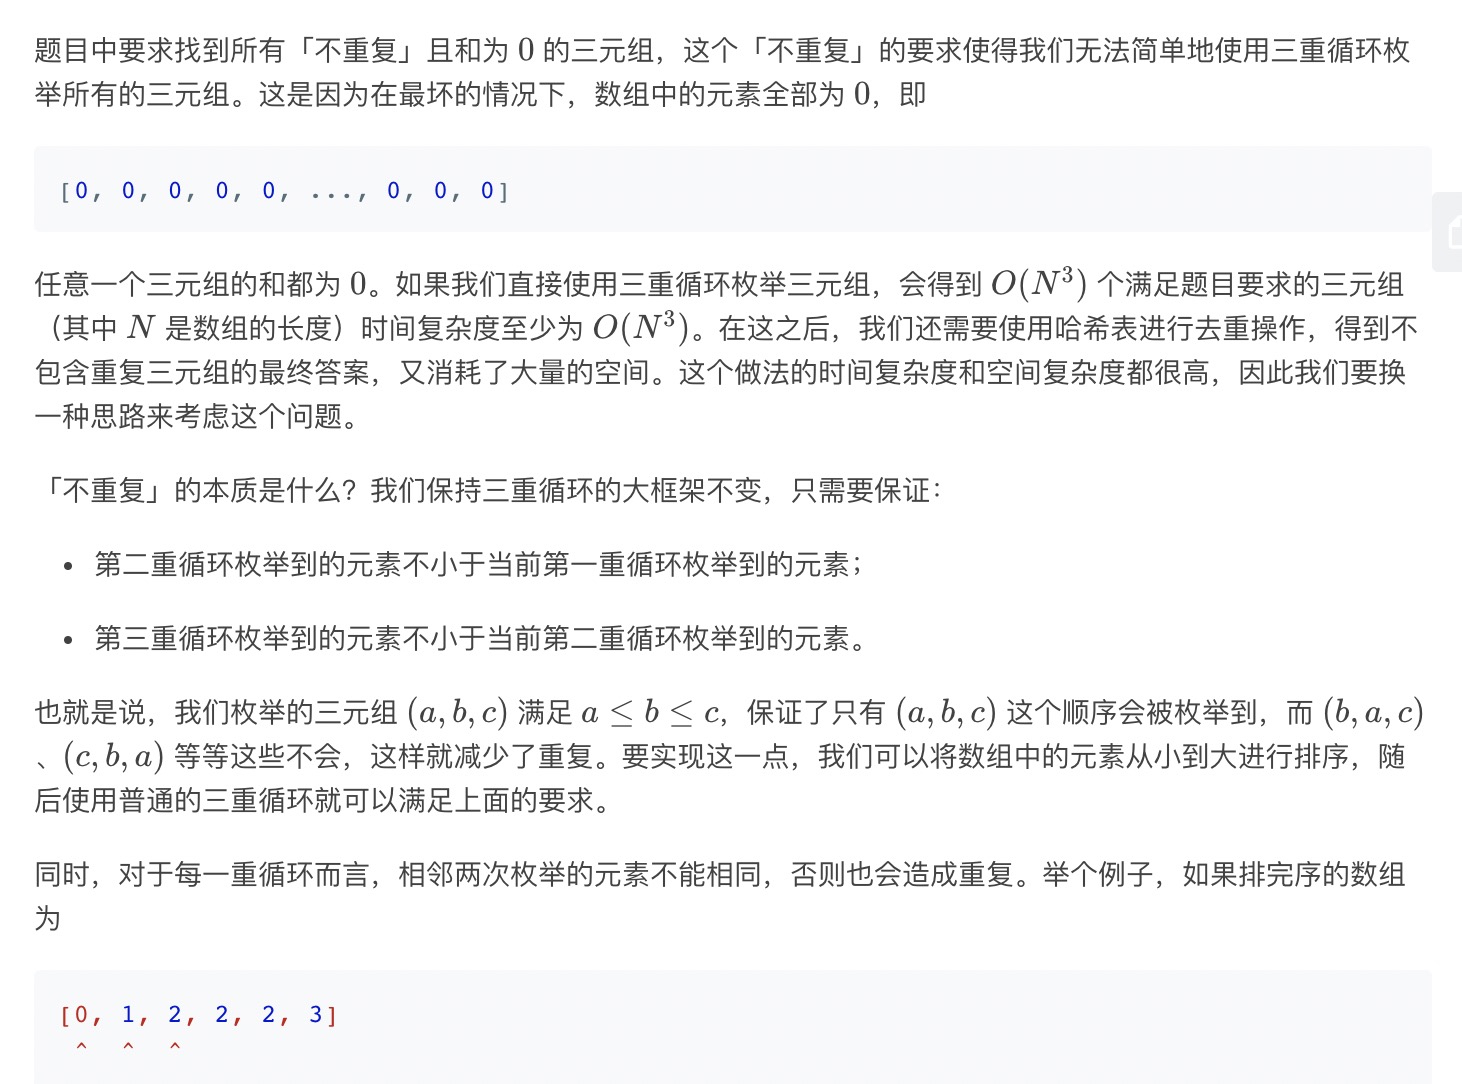 题目中要求找到所有「不重复」且和为 0 的三元组，这个「不重复」的要求使得我们无法简单地使用三重循环枚
举所有的三元组。这是因为在最坏的情况下，数组中的元素全部为 0，即
[0, 0, 0, 0, 0, ..., 0, 0, 0]
任意一个三元组的和都为 0。如果我们直接使用三重循环枚举三元组，会得到 O(N³) 个满足题目要求的三元组
（其中 N 是数组的长度）时间复杂度至少为 O(N³)。在这之后，我们还需要使用哈希表进行去重操作，得到不
包含重复三元组的最终答案，又消耗了大量的空间。这个做法的时间复杂度和空间复杂度都很高，因此我们要换
一种思路来考虑这个问题。
「不重复」的本质是什么？我们保持三重循环的大框架不变，只需要保证：
• 第二重循环枚举到的元素不小于当前第一重循环枚举到的元素；
• 第三重循环枚举到的元素不小于当前第二重循环枚举到的元素。
也就是说，我们枚举的三元组 (a, b, c) 满足 a ≤ b ≤ c，保证了只有 (a, b, c) 这个顺序会被枚举到，而 (b, a, c)
、(c, b, a) 等等这些不会，这样就减少了重复。要实现这一点，我们可以将数组中的元素从小到大进行排序，随
后使用普通的三重循环就可以满足上面的要求。
同时，对于每一重循环而言，相邻两次枚举的元素不能相同，否则也会造成重复。举个例子，如果排完序的数组
为
[0, 1, 2, 2, 2, 3]
^ ^ ^